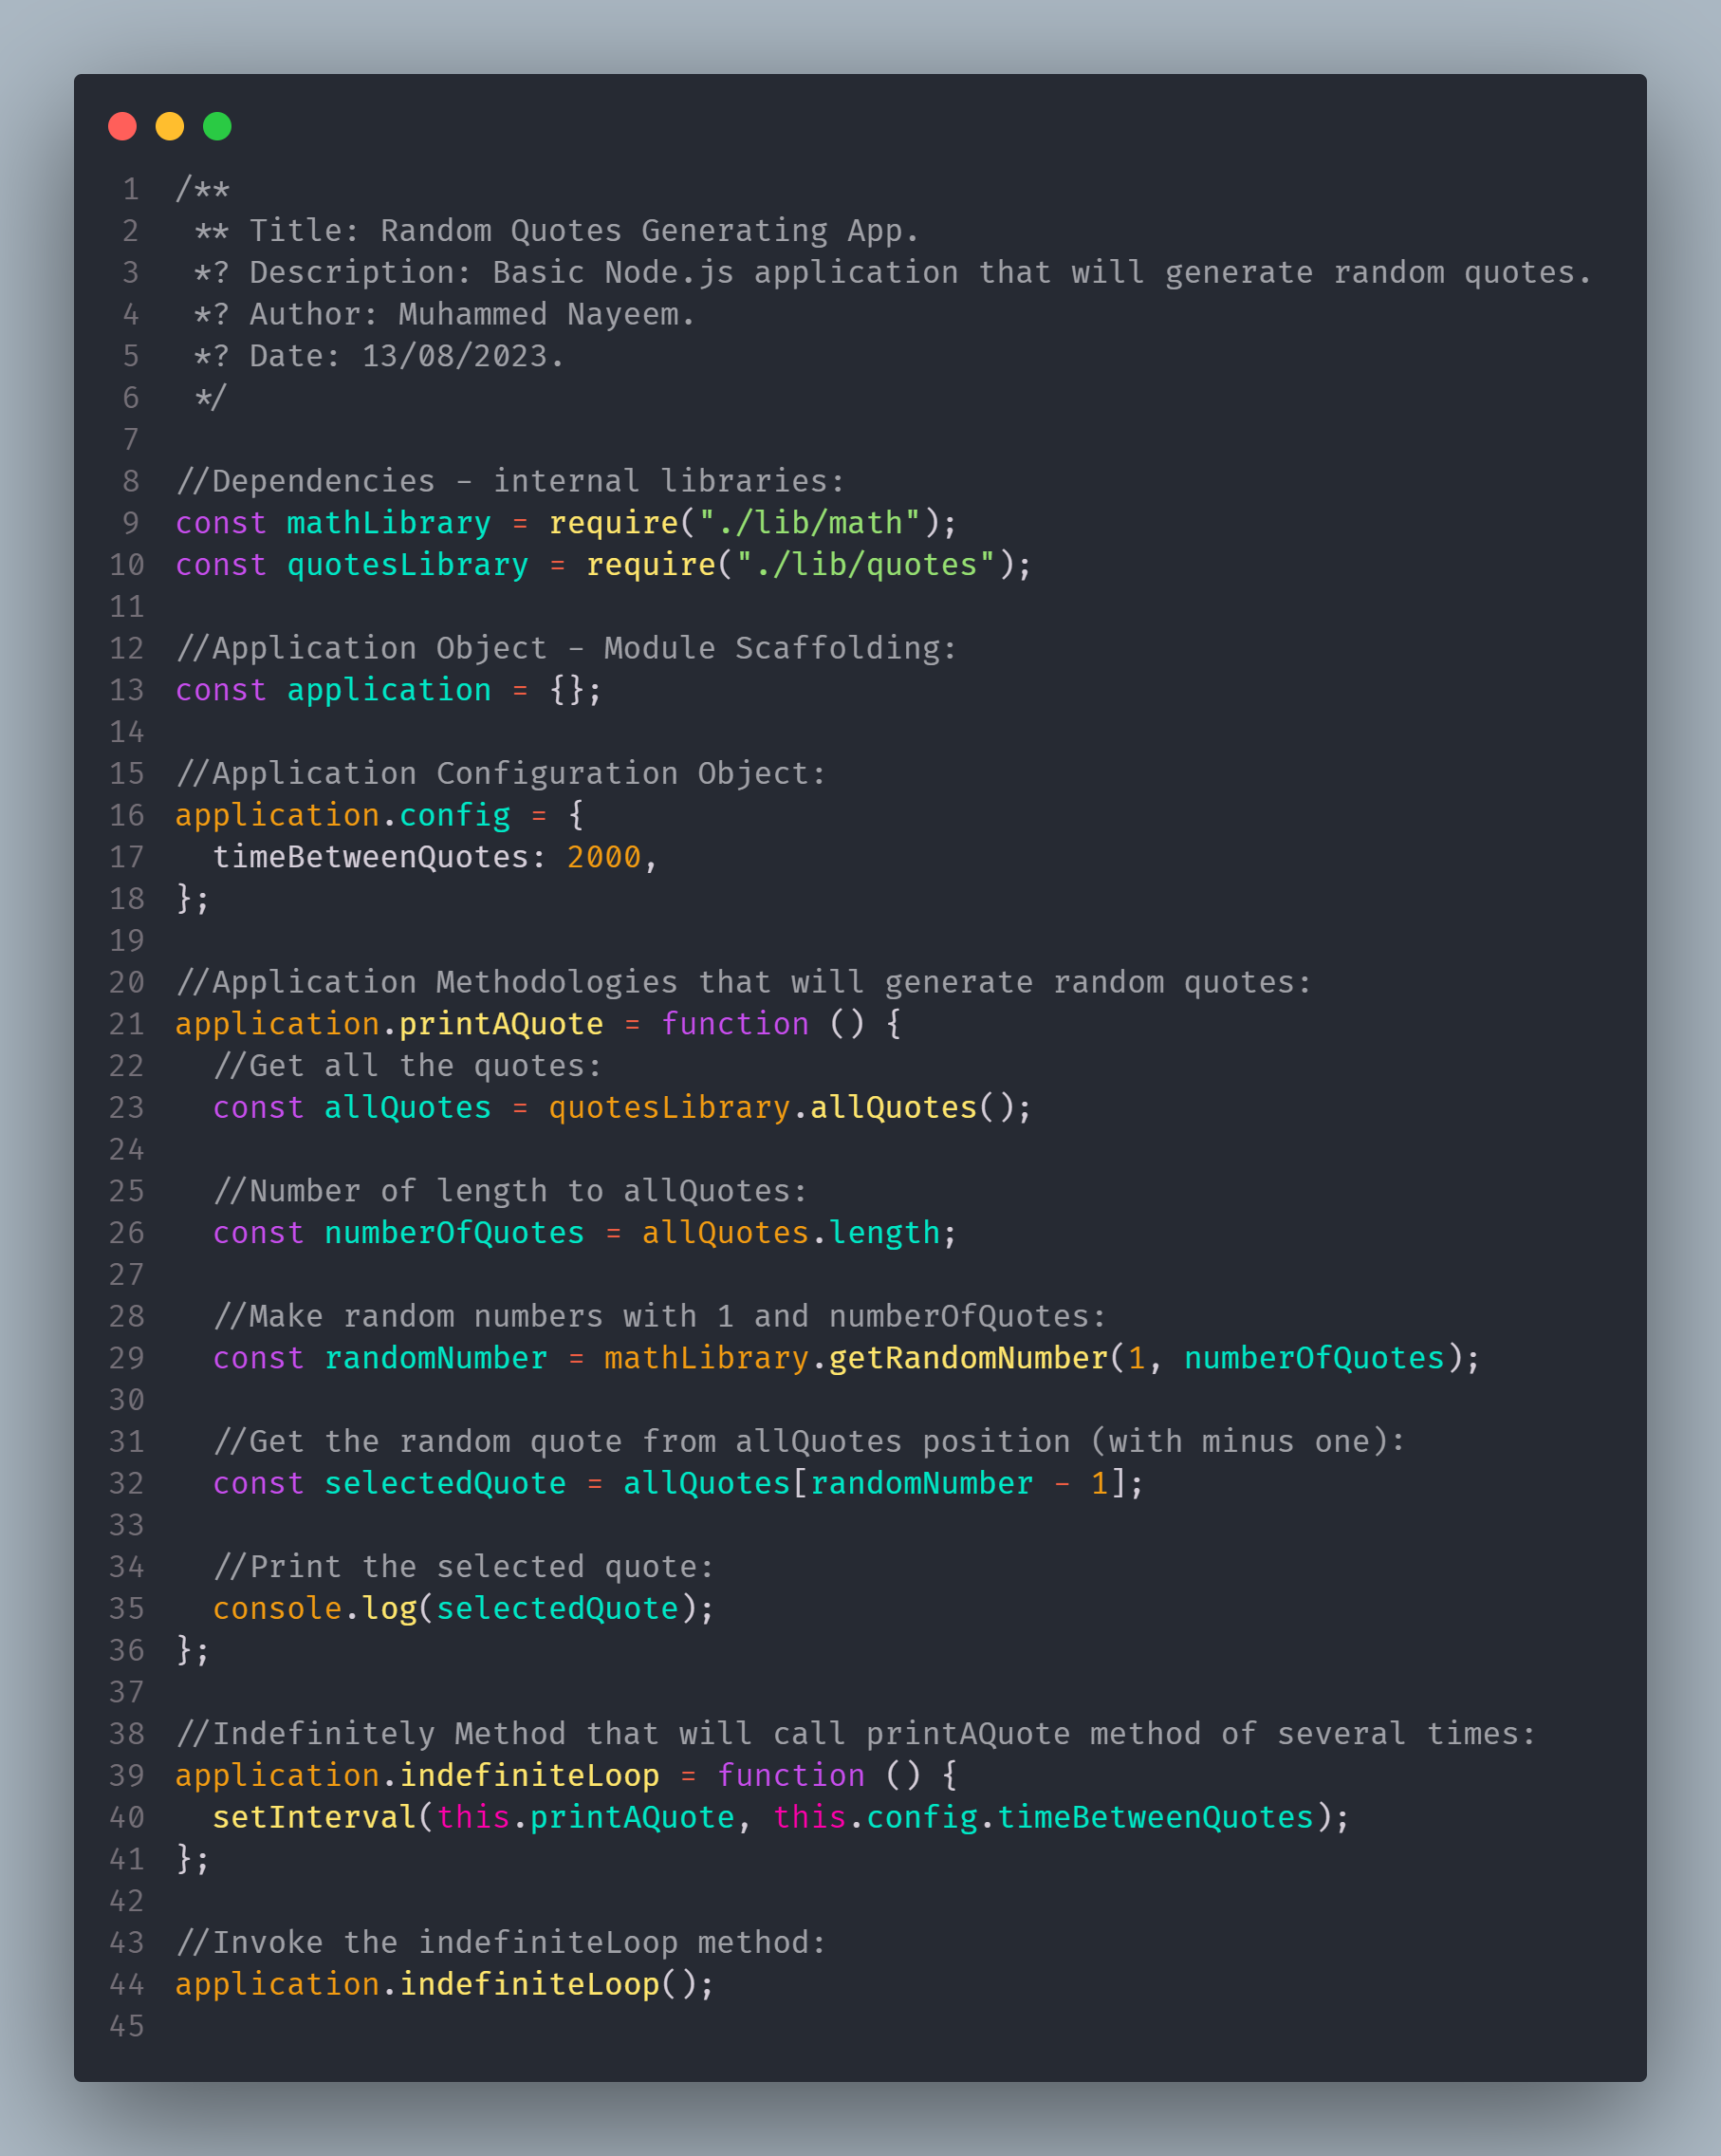 1 /**
2  ** Title: Random Quotes Generating App.
3  *? Description: Basic Node.js application that will generate random quotes.
4  *? Author: Muhammed Nayeem.
5  *? Date: 13/08/2023.
6  */
7
8 //Dependencies - internal libraries:
9 const mathLibrary = require("./lib/math");
10 const quotesLibrary = require("./lib/quotes");
11
12 //Application Object - Module Scaffolding:
13 const application = {};
14
15 //Application Configuration Object:
16 application.config = {
17   timeBetweenQuotes: 2000,
18 };
19
20 //Application Methodologies that will generate random quotes:
21 application.printAQuote = function () {
22   //Get all the quotes:
23   const allQuotes = quotesLibrary.allQuotes();
24
25   //Number of length to allQuotes:
26   const numberOfQuotes = allQuotes.length;
27
28   //Make random numbers with 1 and numberOfQuotes:
29   const randomNumber = mathLibrary.getRandomNumber(1, numberOfQuotes);
30
31   //Get the random quote from allQuotes position (with minus one):
32   const selectedQuote = allQuotes[randomNumber - 1];
33
34   //Print the selected quote:
35   console.log(selectedQuote);
36 };
37
38 //Indefinitely Method that will call printAQuote method of several times:
39 application.indefiniteLoop = function () {
40   setInterval(this.printAQuote, this.config.timeBetweenQuotes);
41 };
42
43 //Invoke the indefiniteLoop method:
44 application.indefiniteLoop();
45